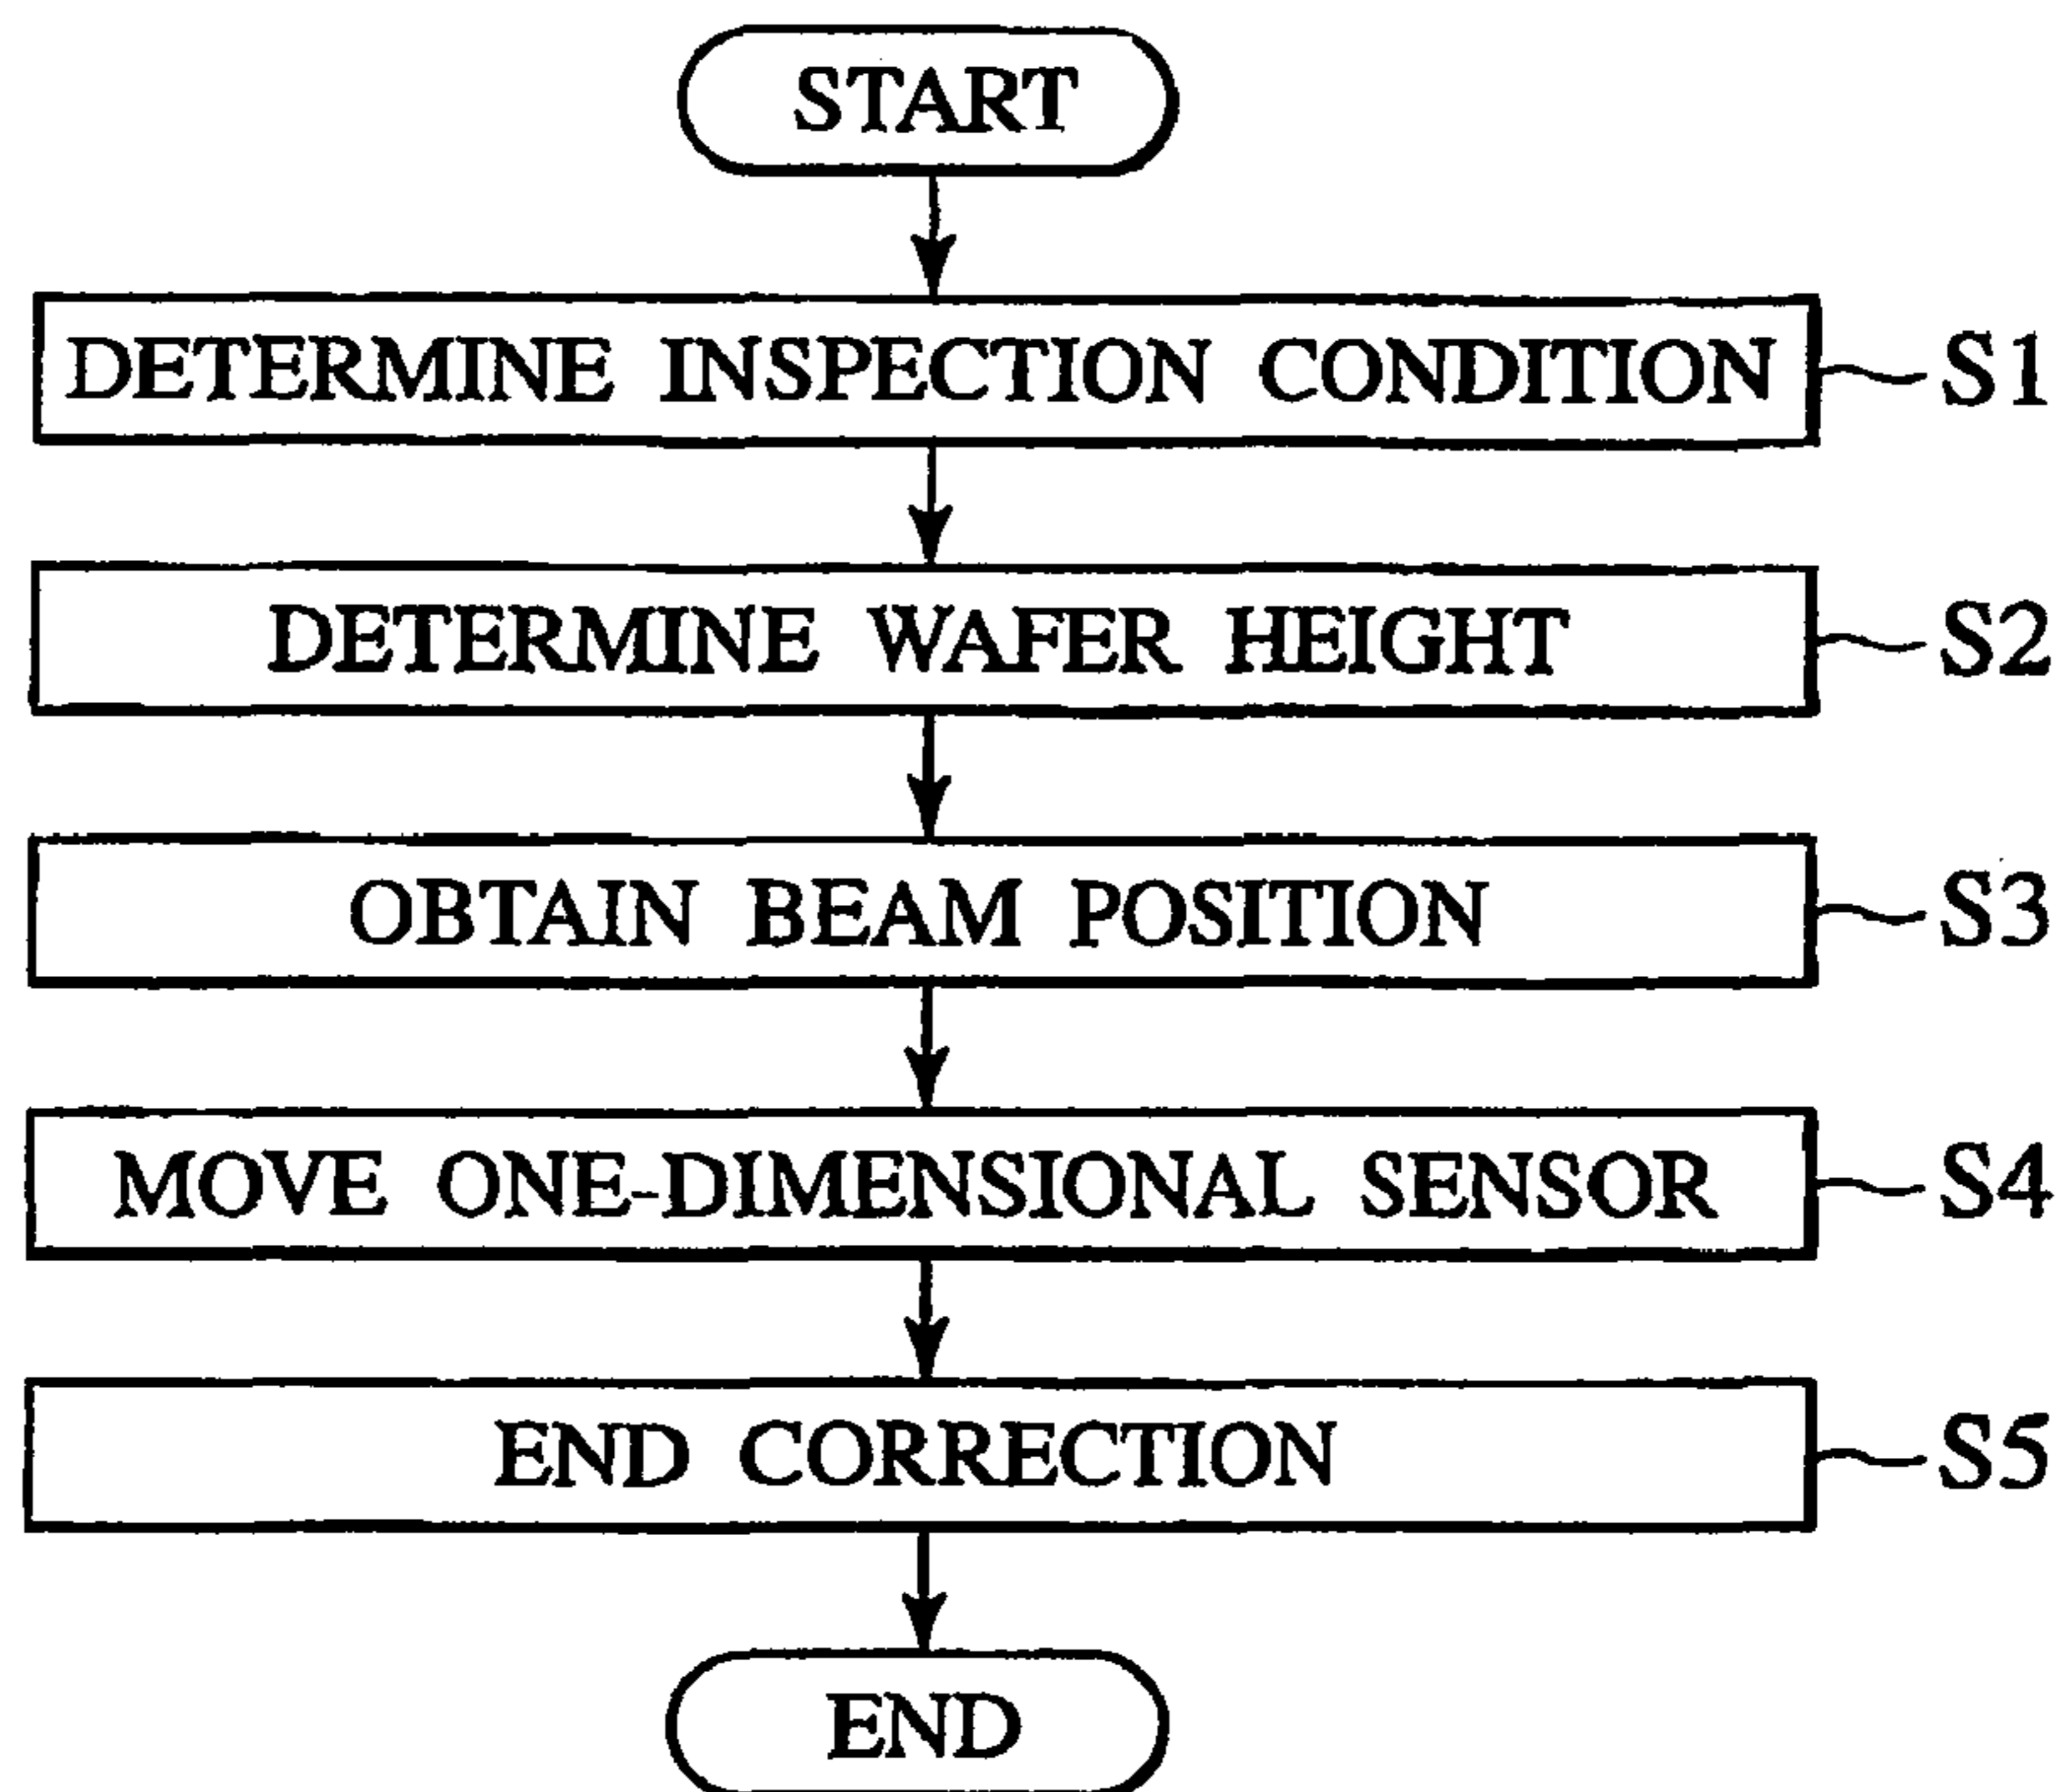 START
DETERMINE INSPECTION CONDITION S1
DETERMINE WAFER HEIGHT S2
OBTAIN BEAM POSITION S3
MOVE ONE-DIMENSIONAL SENSOR S4
END CORRECTION S5
END